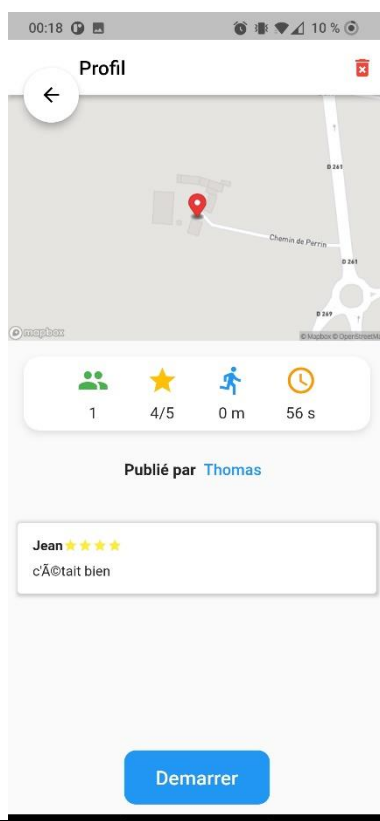 00:18 10 %
Profil
D 261
Chemin de Perrin
D 261
D 269
mapbox © Mapbox © OpenStreetMa
1 4/5 0 m 56 s
Publié par Thomas
Jean
c'Ã©tait bien
Demarrer